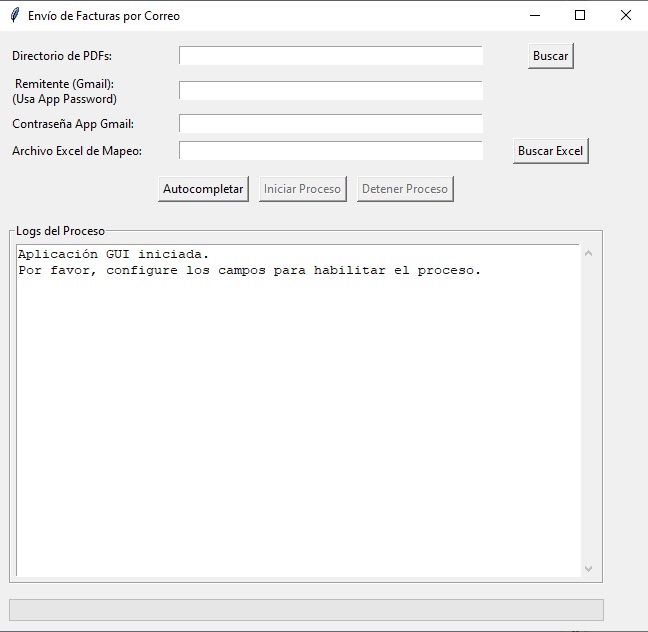 Envío de Facturas por Correo
Directorio de PDFs:
Buscar
Remitente (Gmail):
(Usa App Password)
Contraseña App Gmail:
Archivo Excel de Mapeo:
Buscar Excel
Autocompletar
Iniciar Proceso
Detener Proceso
Logs del Proceso
Aplicación GUI iniciada.
Por favor, configure los campos para habilitar el proceso.